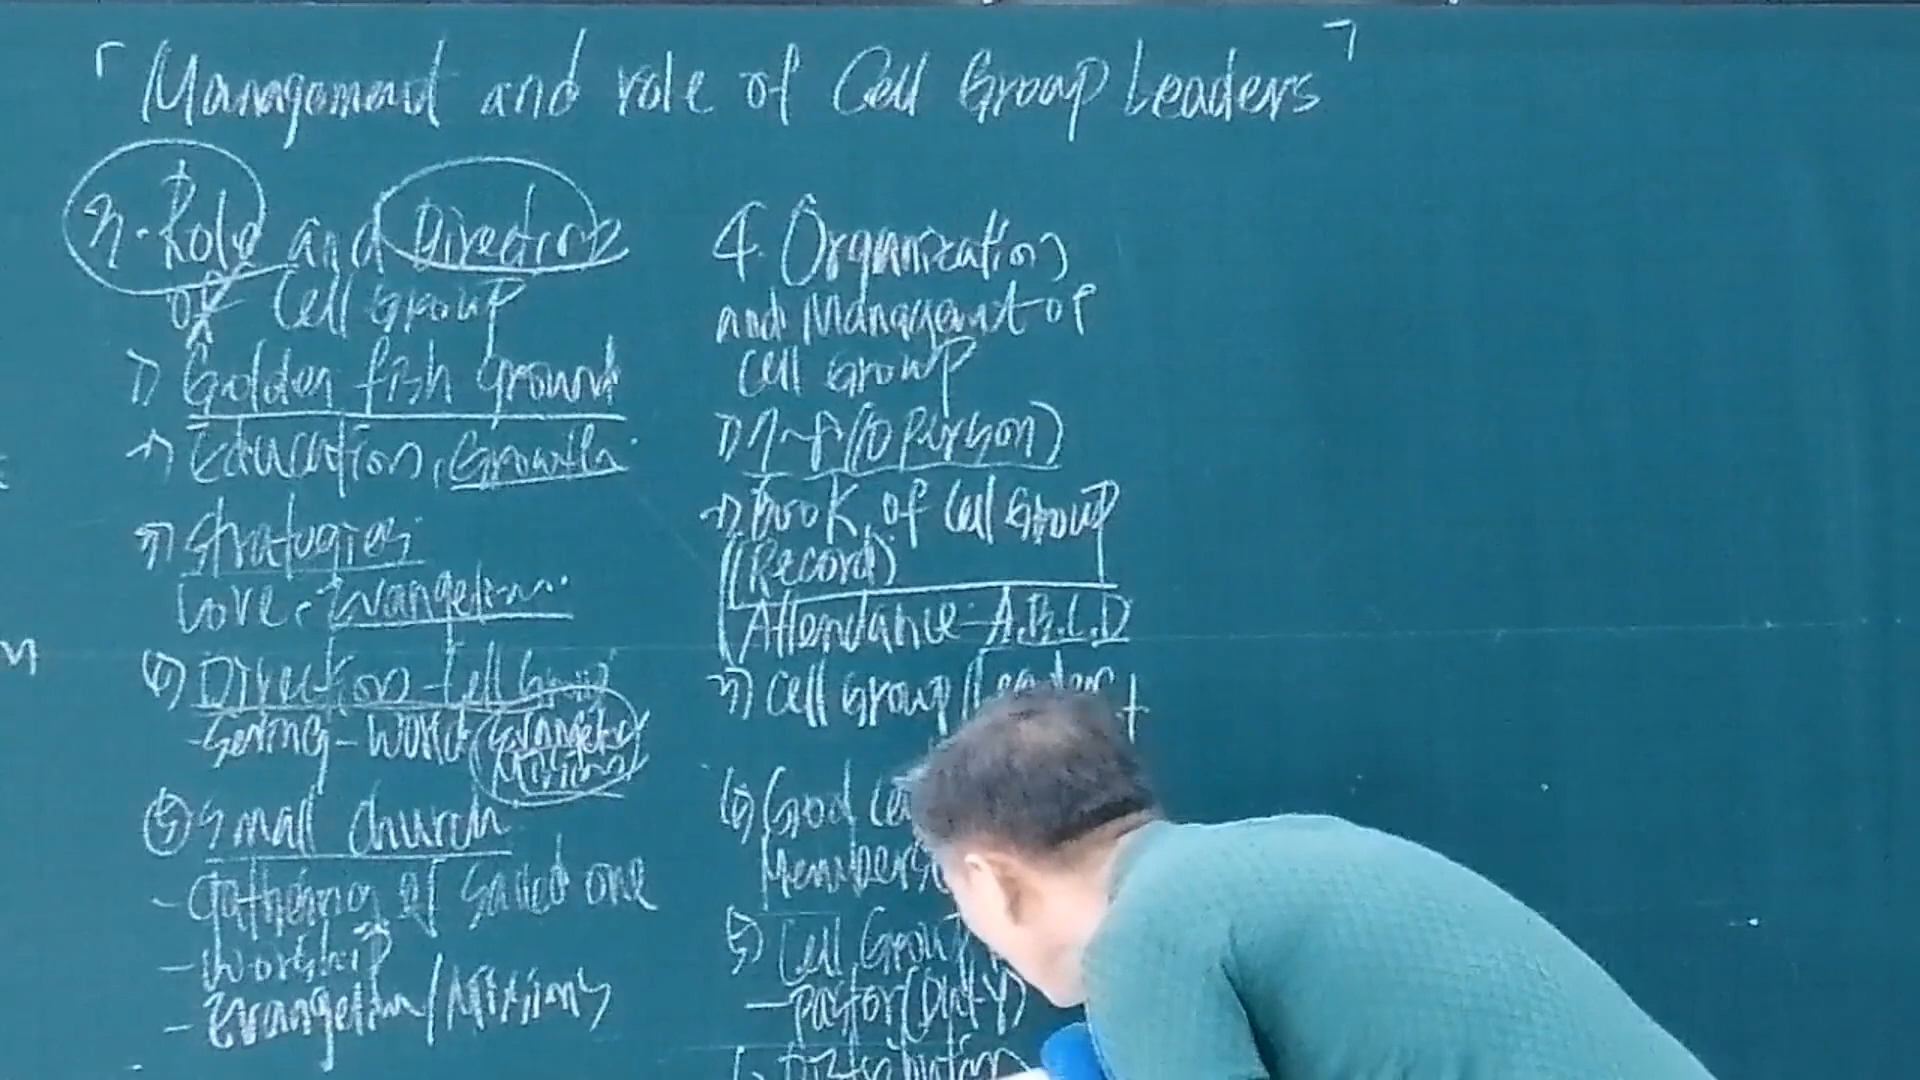 「Management and role of Cell Group Leaders」
3. Role and Direction
of Cell Group
1) Golden fish ground
2) Education, Growth
3) Strategies
Love, Evangelism
4) Direction - Cell Group
- Serving - World Evangelism
Missions
5) Small church
- Gathering of saved one
- Worship
- Evangelism/Missions
4. Organization
and Management of
Cell Group
1) (10 Person)
2) Book of Cell Group
(Record)
Attendance - A.B.C.D
3) Cell Group Leader
4) Good
Members
5) Cell Group
- Pastor (Duty)